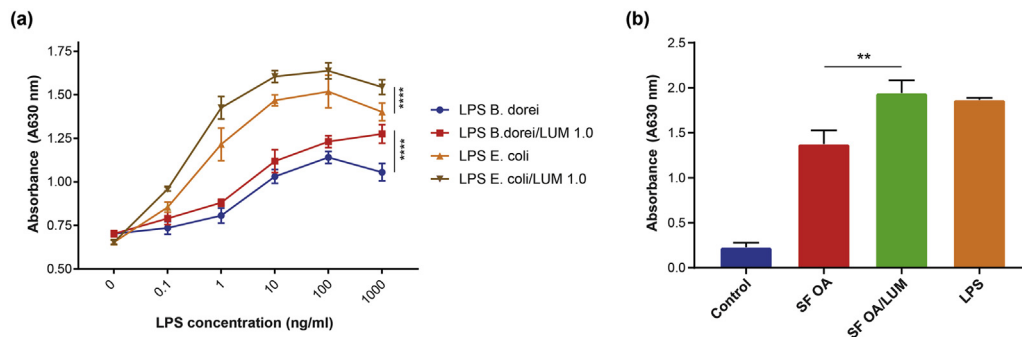 (a)
Absorbance (A630 nm)
1.75
1.50
1.25
1.00
0.75
0.50
0
0.1
1
10
100
1000
LPS concentration (ng/ml)
****
****
LPS B. dorei
LPS B.dorei/LUM 1.0
LPS E. coli
LPS E. coli/LUM 1.0
(b)
Absorbance (A630 nm)
2.5
2.0
1.5
1.0
0.5
0.0
**
Control
SF OA
SF OA/LUM
LPS